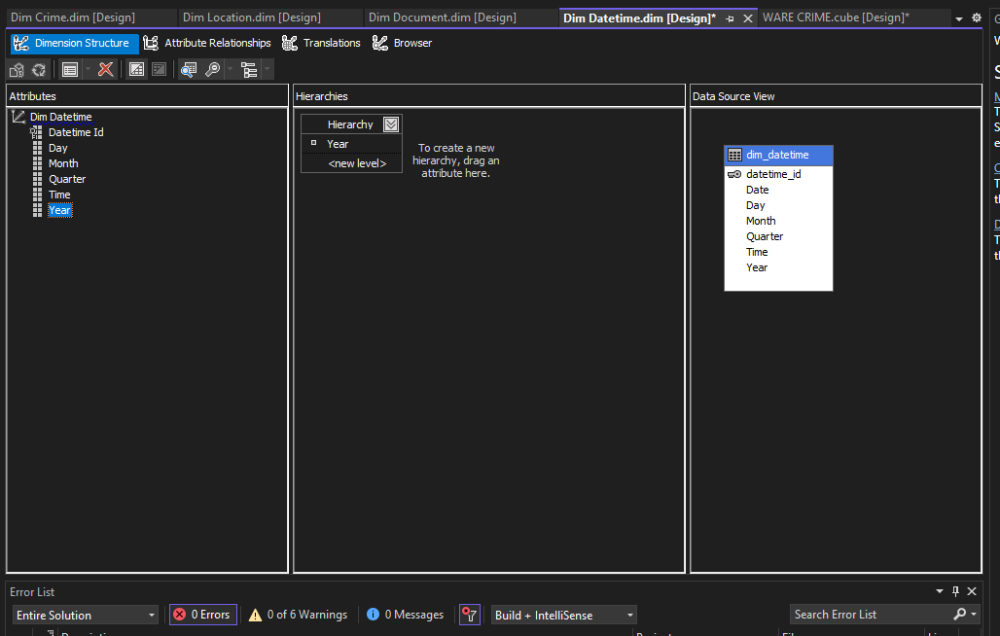 Dim Crime.dim [Design] Dim Location.dim [Design] Dim Document.dim [Design] Dim Datetime.dim [Design]* WARE CRIME.cube [Design]*
Dimension Structure Attribute Relationships Translations Browser
Attributes
Dim Datetime
Datetime Id
Day
Month
Quarter
Time
Year
Hierarchies
Hierarchy
Year
<new level>
To create a new
hierarchy, drag an
attribute here.
Data Source View
dim_datetime
datetime_id
Date
Day
Month
Quarter
Time
Year
Error List
Entire Solution 0 Errors 0 of 6 Warnings 0 Messages Build + IntelliSense Search Error List